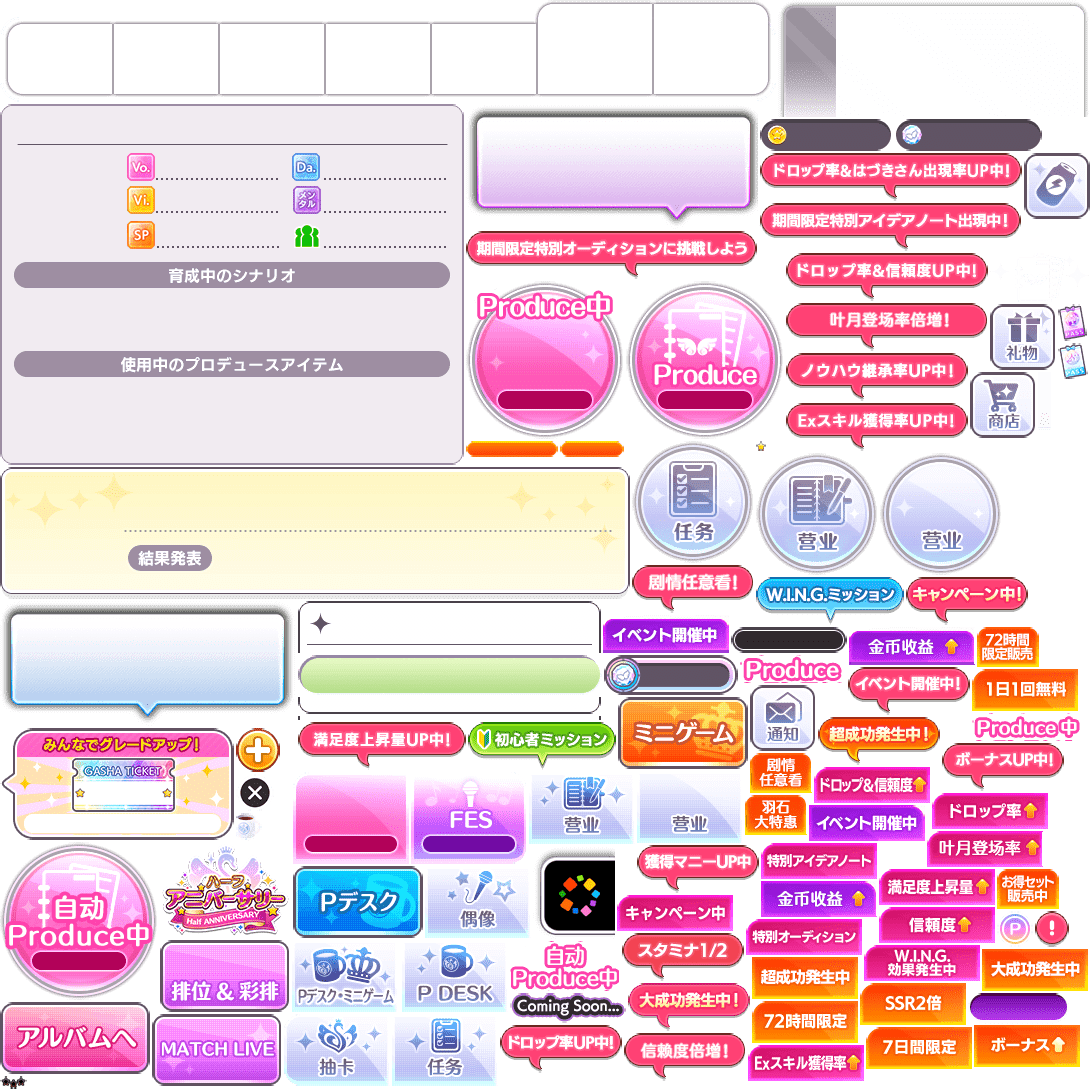 Vo.
Da.
Vi.
メンタル
SP
育成中のシナリオ
使用中のプロデュースアイテム
期間限定特別オーディションに挑戦しよう
Produce中
Produce
ドロップ率&はづきさん出現率UP中!
期間限定特別アイデアノート出現中!
ドロップ率&信頼度UP中!
叶月登场率倍増!
ノウハウ継承率UP中!
Exスキル獲得率UP中!
礼物
PASS
PASS
商店
任务
营业
营业
結果発表
剧情任意看!
W.I.N.G.ミッション
キャンペーン中!
イベント開催中
金币收益
72時間
限定販売
Produce
イベント開催中!
1日1回無料
通知
ミニゲーム
超成功発生中!
Produce中
満足度上昇量UP中!
初心者ミッション
みんなでグレードアップ!
GASHA TICKET
剧情
任意看
ドロップ&信頼度
ボーナスUP中!
羽石
大特惠
イベント開催中
ドロップ率
FES
营业
营业
叶月登场率
獲得マニーUP中
特別アイデアノート
満足度上昇量
お得セット
販売中
自动
Produce中
ハーフ
アニバーサリー
Half ANNIVERSARY
Pデスク
偶像
キャンペーン中
金币收益
信頼度
P
特別オーディション
スタミナ1/2
W.I.N.G.
効果発生中
大成功発生中
超成功発生中
排位 & 彩排
Pデスク・ミニゲーム
P DESK
自动
Produce中
Coming Soon...
大成功発生中!
SSR2倍
72時間限定
アルバムへ
MATCH LIVE
抽卡
任务
ドロップ率UP中!
信赖度倍增!
Exスキル獲得率
7日間限定
ボーナス